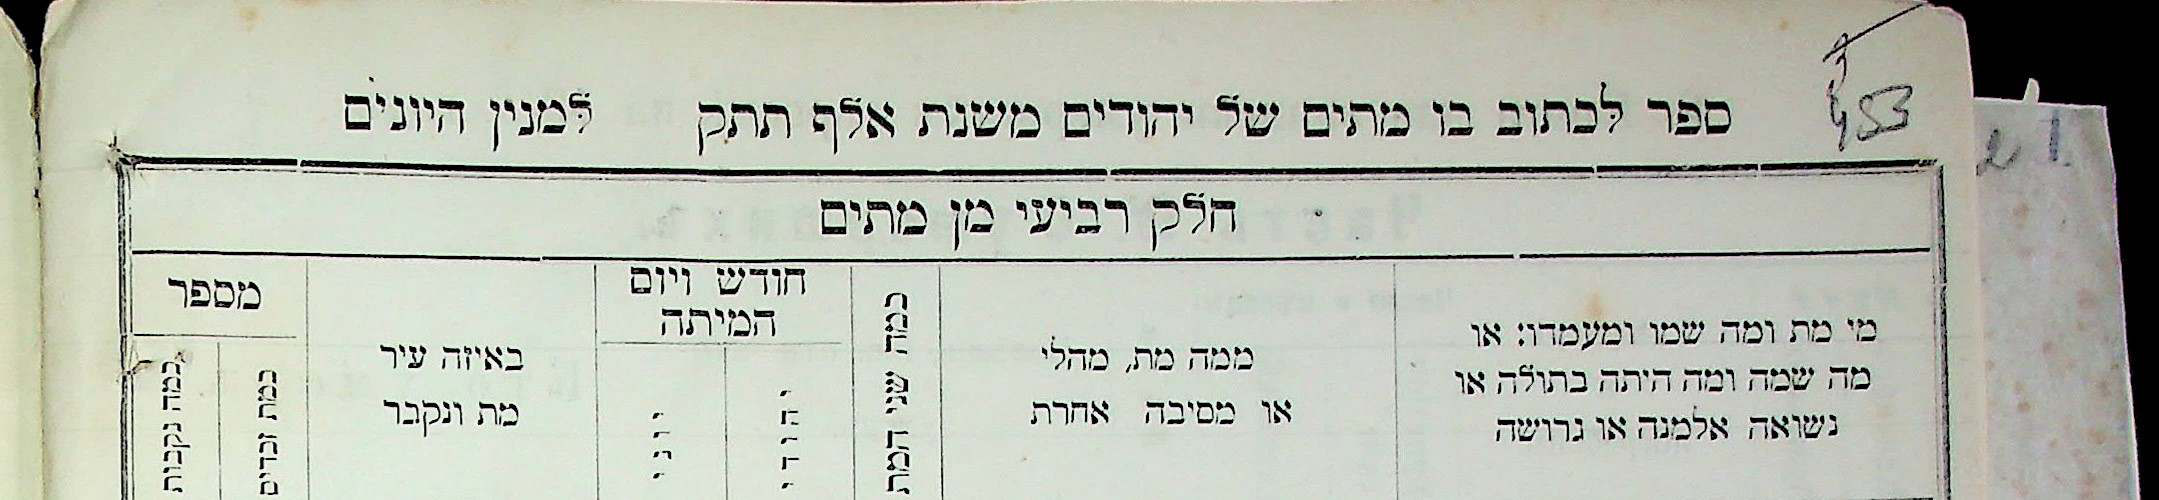 ספר לכתוב בו מתים של יהודים משנת אלף תתק למנין היונים
453
חלק רביעי מן מתים
מי מת ומה שמו ומעמדו: או
מה שמה ומה היתה בתולה או
נשואה אלמנה או גרושה
ממה מת, מהלי
או מסיבה אחרת
כמה שני המת
חודש ויום
המיתה
באיזה עיר
מת ונקבר
מספר
כמת זכרים
כמה נקבות